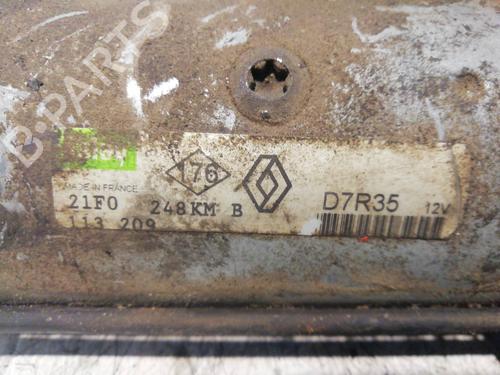 B-PARTS
176
MADE IN FRANCE
21F0 248KM B D7R35 12V
113 209